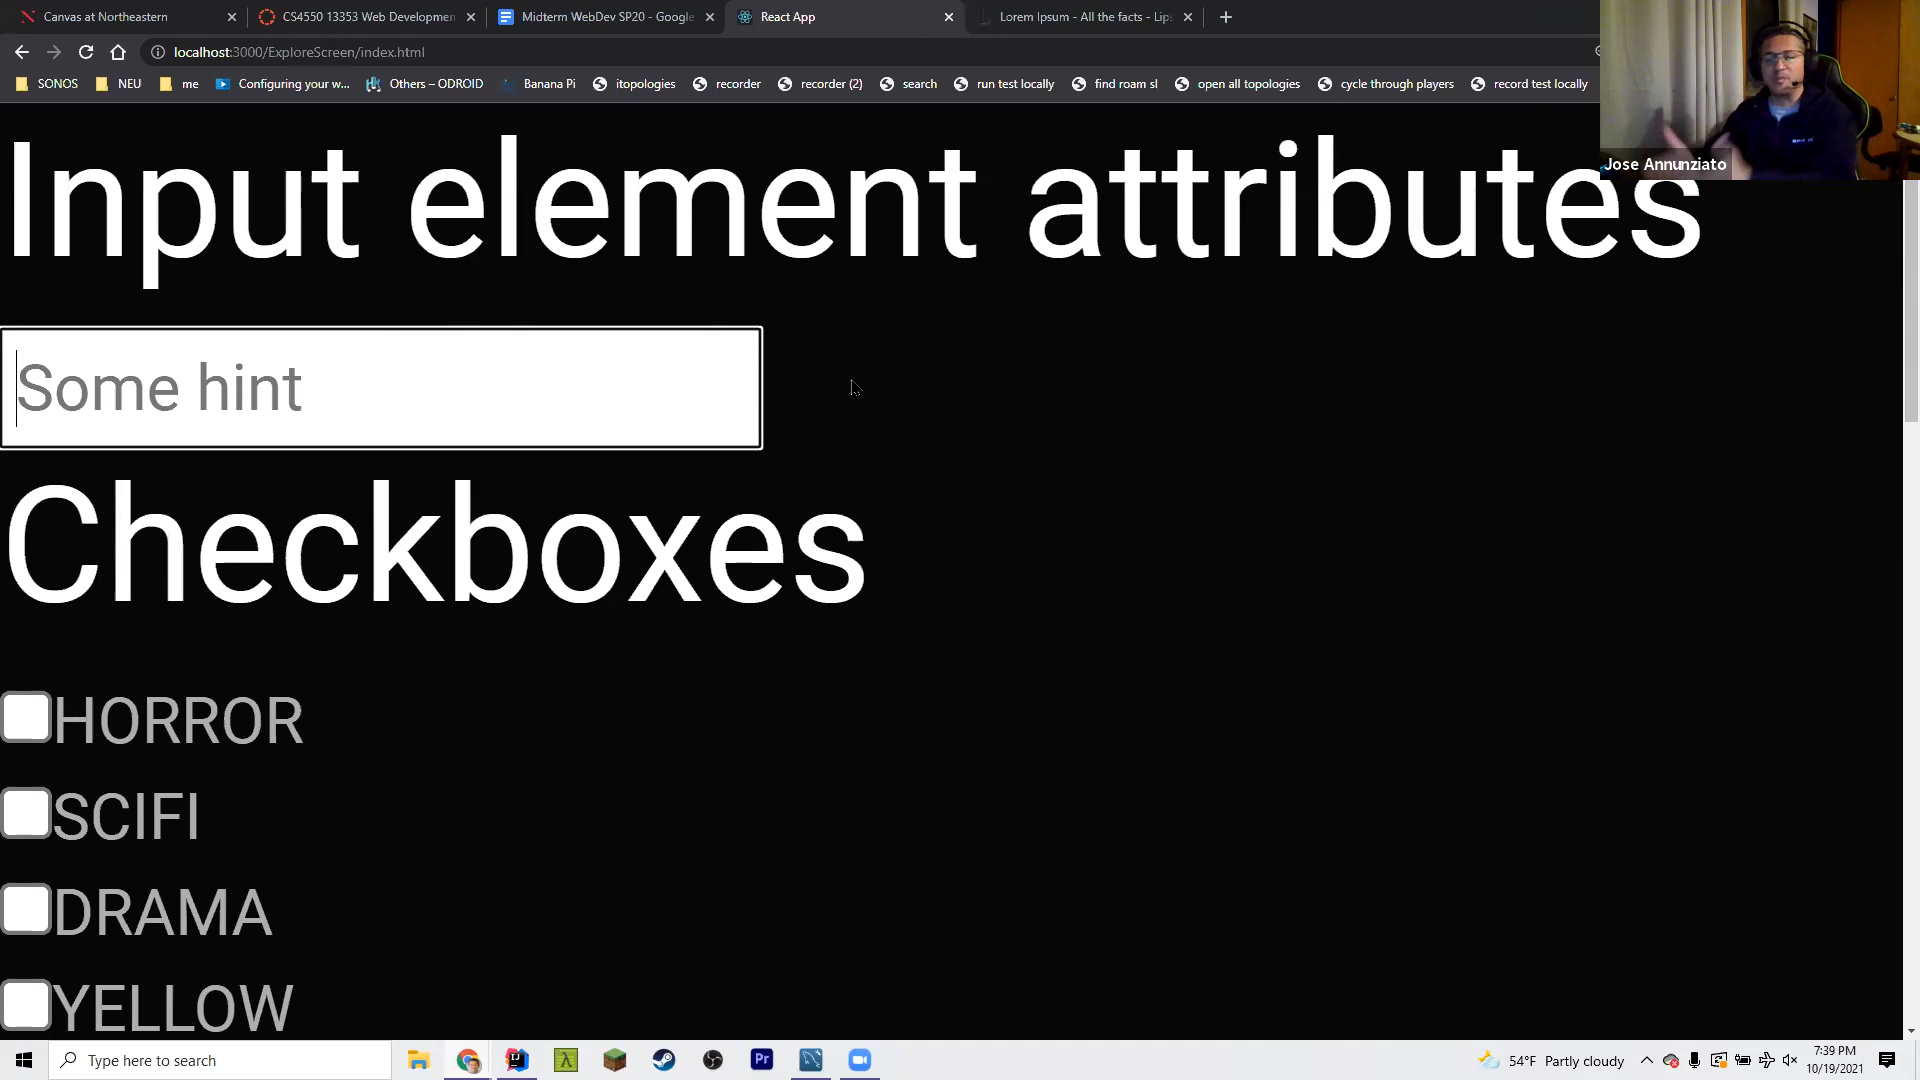 Canvas at Northeastern
CS4550 13353 Web Developmen
Midterm WebDev SP20 - Google
React App
Lorem Ipsum - All the facts - Lips
localhost:3000/ExploreScreen/index.html
SONOS
NEU
me
Configuring your w...
Others – ODROID
Banana Pi
itopologies
recorder
recorder (2)
search
run test locally
find roam sl
open all topologies
cycle through players
record test locally
Jose Annunziato
Input element attributes
Some hint
Checkboxes
HORROR
SCIFI
DRAMA
YELLOW
Type here to search
Pr
54°F Partly cloudy
7:39 PM
10/19/2021